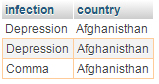 infection country
Depression Afghanisthan
Depression Afghanisthan
Comma Afghanisthan